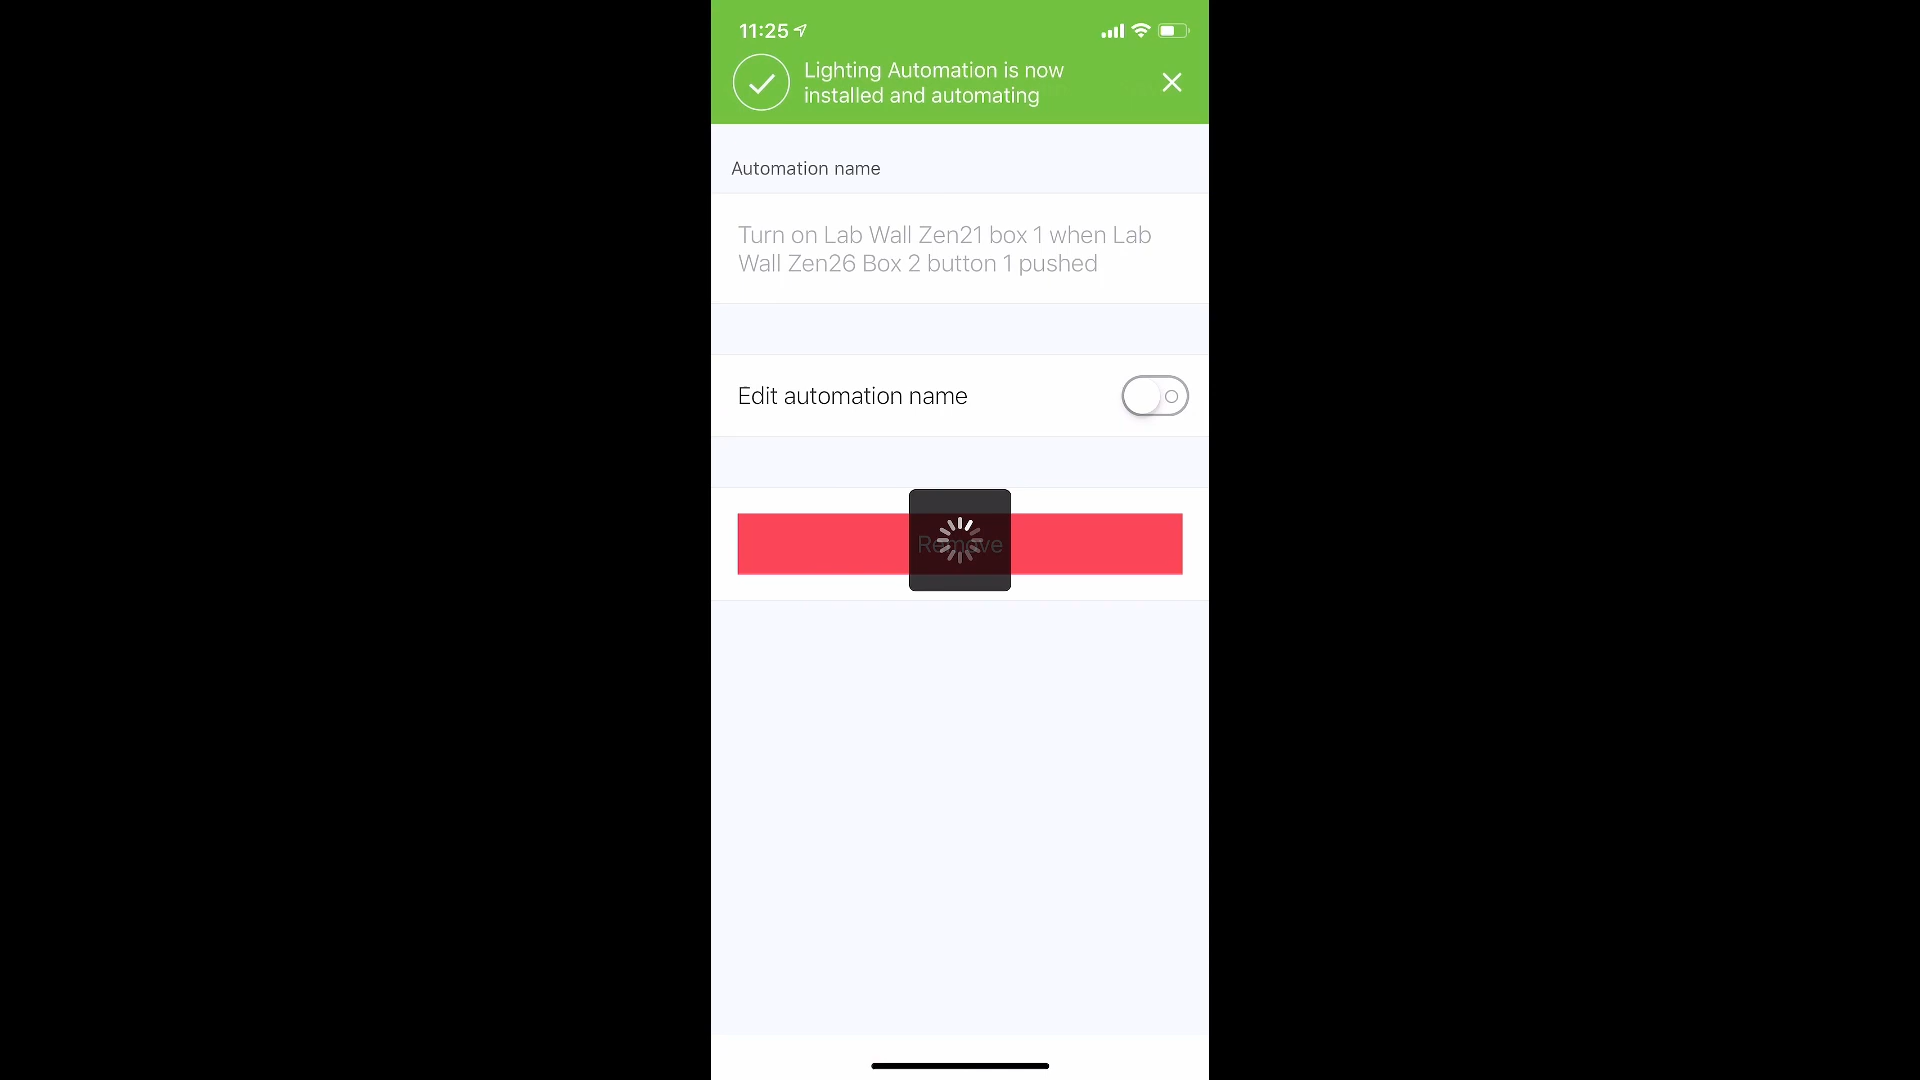 11:25
Lighting Automation is now
installed and automating
Automation name
Turn on Lab Wall Zen21 box 1 when Lab
Wall Zen26 Box 2 button 1 pushed
Edit automation name
Remove